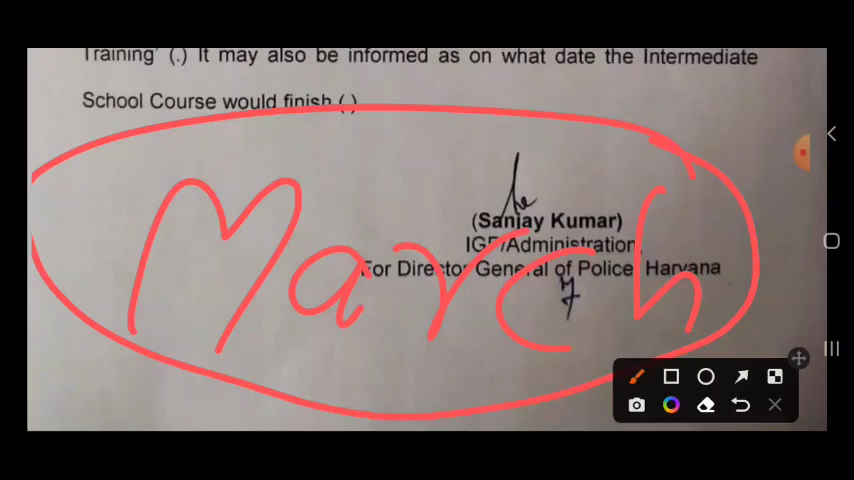 Training' (.) It may also be informed as on what date the Intermediate
School Course would finish (.)
(Sanjay Kumar)
IGP/Administration,
For Director General of Police, Haryana
7
March